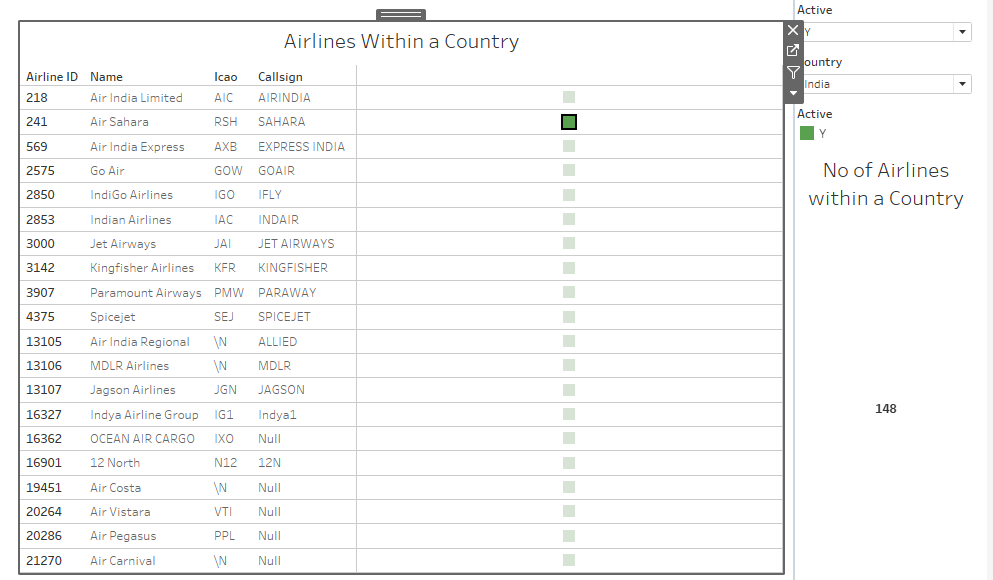 Airlines Within a Country
Airline ID Name Icao Callsign
218 Air India Limited AIC AIRINDIA
241 Air Sahara RSH SAHARA
569 Air India Express AXB EXPRESS INDIA
2575 Go Air GOW GOAIR
2850 IndiGo Airlines IGO IFLY
2853 Indian Airlines IAC INDAIR
3000 Jet Airways JAI JET AIRWAYS
3142 Kingfisher Airlines KFR KINGFISHER
3907 Paramount Airways PMW PARAWAY
4375 Spicejet SEJ SPICEJET
13105 Air India Regional \N ALLIED
13106 MDLR Airlines \N MDLR
13107 Jagson Airlines JGN JAGSON
16327 Indya Airline Group IG1 Indya1
16362 OCEAN AIR CARGO IXO Null
16901 12 North N12 12N
19451 Air Costa \N Null
20264 Air Vistara VTI Null
20286 Air Pegasus PPL Null
21270 Air Carnival \N Null
Active
Y
ountry
India
Active
Y
No of Airlines
within a Country
148